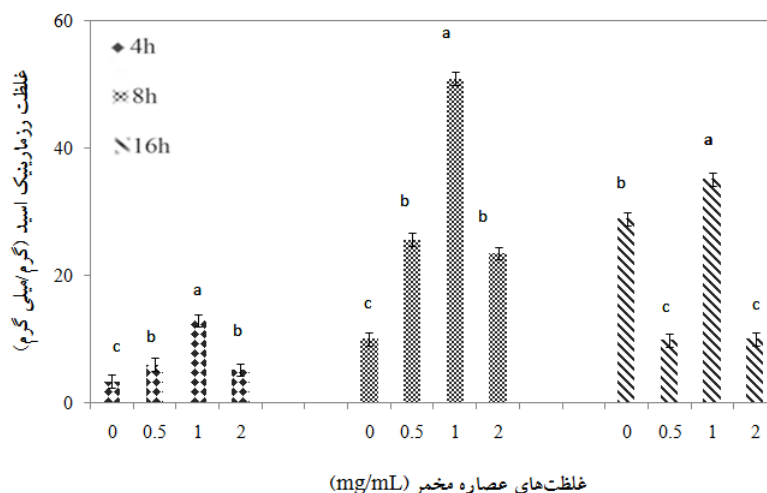 غلظت رزمارینیک اسید (گرم/میلی گرم)
60
40
20
0
4h
8h
16h
c
b
a
b
c
b
a
b
b
c
a
c
0 0.5 1 2 0 0.5 1 2 0 0.5 1 2
غلظت‌های عصاره مخمر (mg/mL)